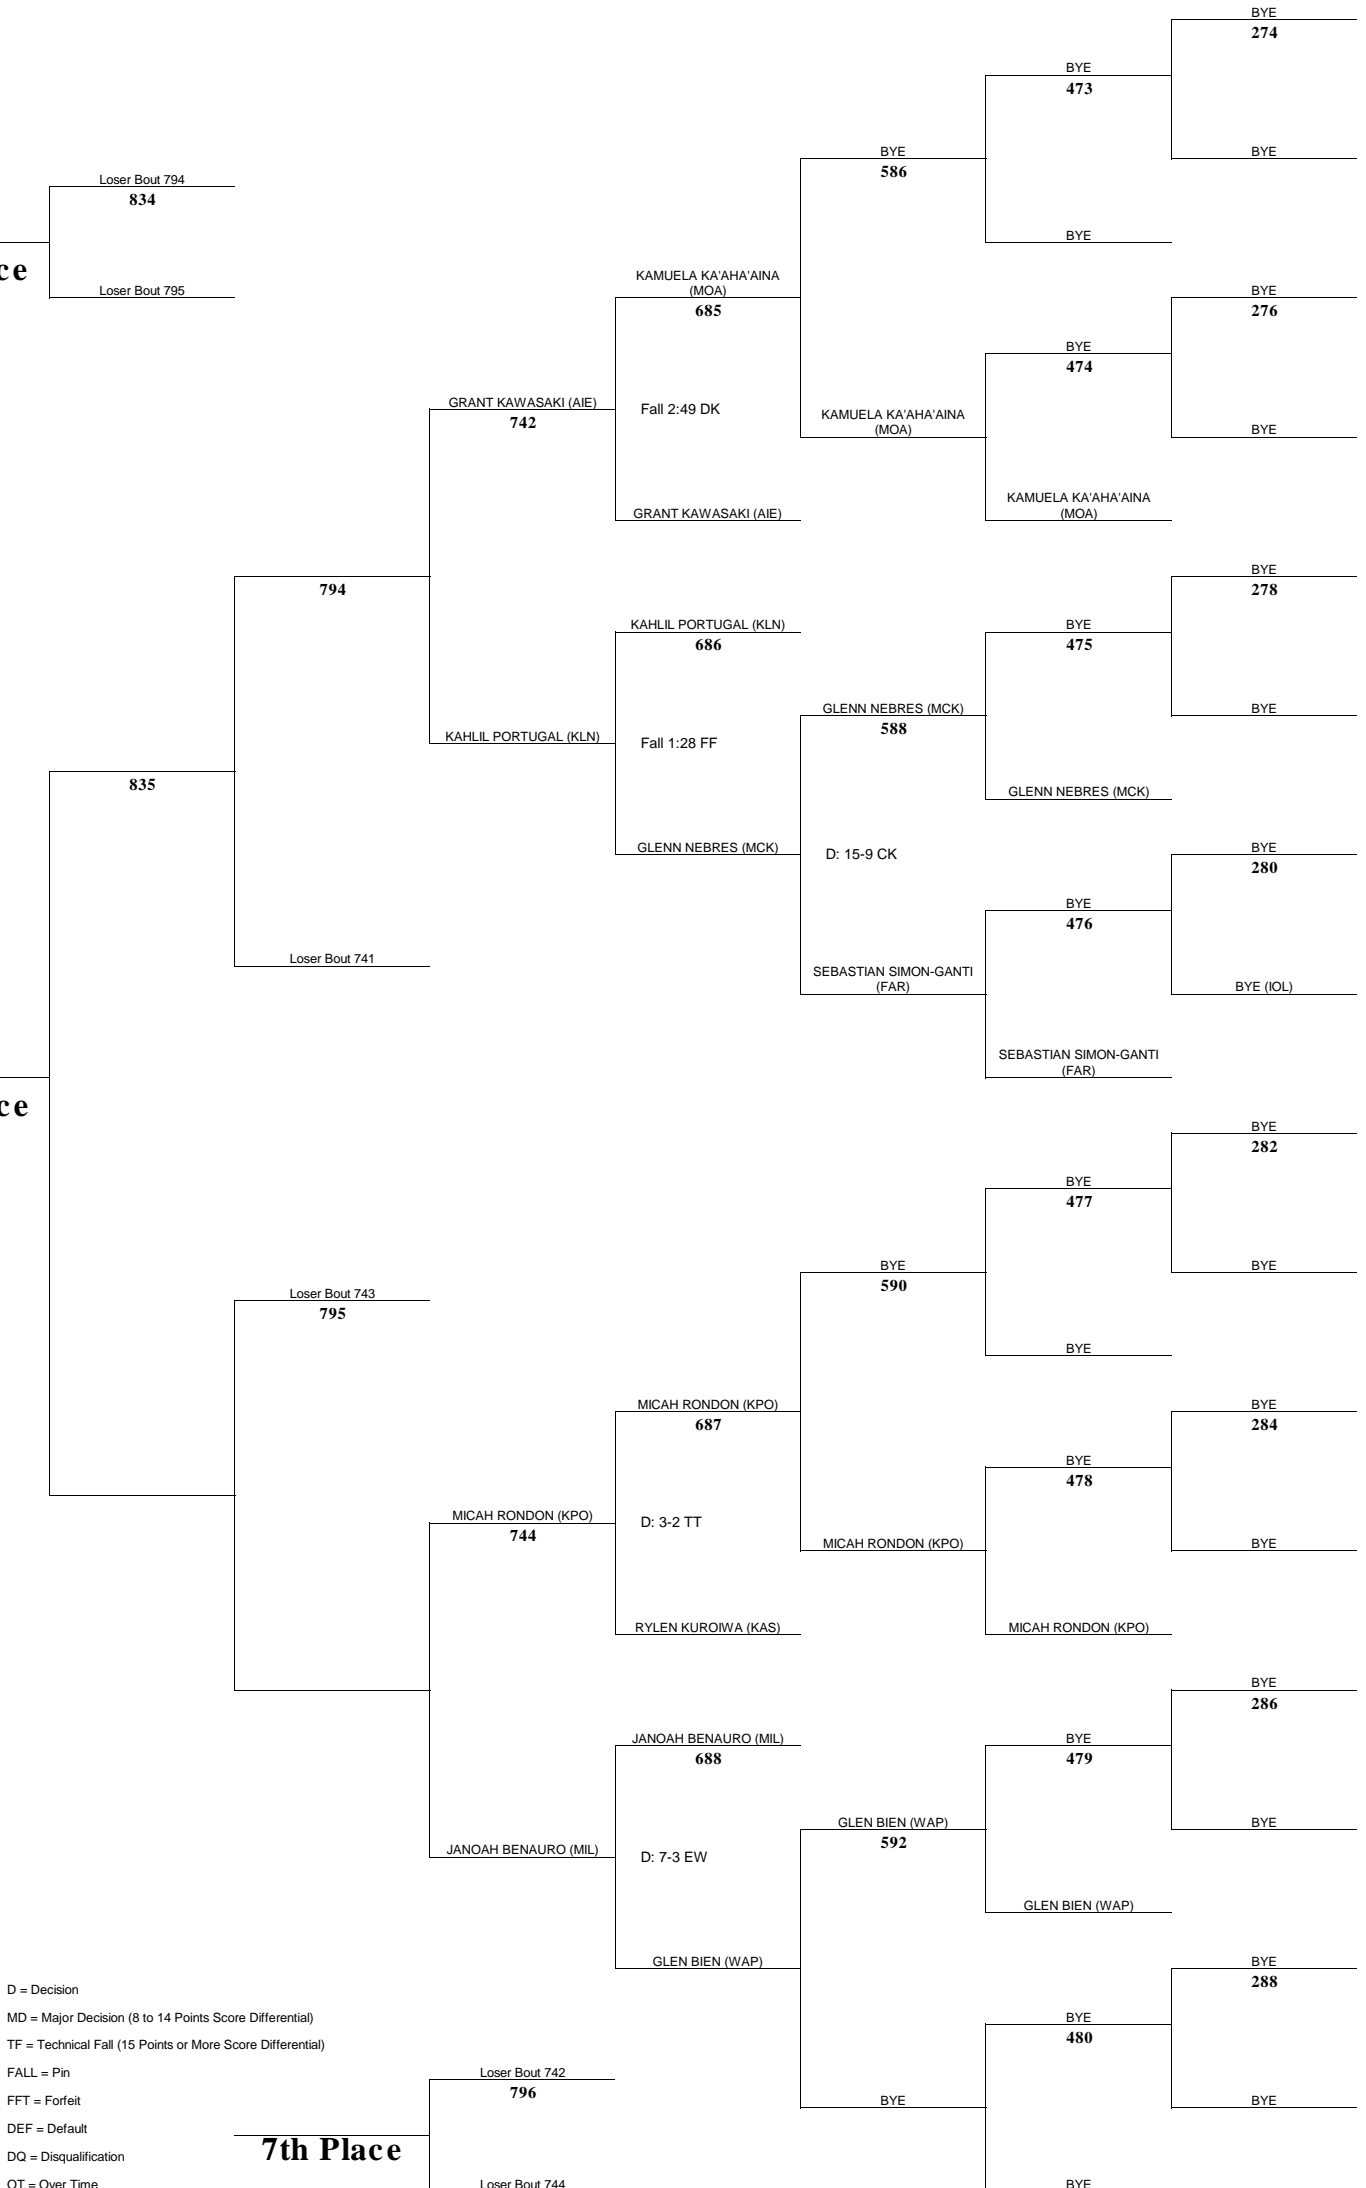 BYE
274
BYE
473
BYE
586
BYE
Loser Bout 794
834
BYE
ce
KAMUELA KA'AHA'AINA
(MOA)
685
Loser Bout 795
BYE
276
BYE
474
GRANT KAWASAKI (AIE)
742
Fall 2:49 DK
KAMUELA KA'AHA'AINA
(MOA)
BYE
KAMUELA KA'AHA'AINA
(MOA)
GRANT KAWASAKI (AIE)
BYE
278
794
KAHLIL PORTUGAL (KLN)
686
BYE
475
GLENN NEBRES (MCK)
588
BYE
KAHLIL PORTUGAL (KLN)
Fall 1:28 FF
835
GLENN NEBRES (MCK)
GLENN NEBRES (MCK)
D: 15-9 CK
BYE
280
BYE
476
Loser Bout 741
SEBASTIAN SIMON-GANTI
(FAR)
BYE (IOL)
SEBASTIAN SIMON-GANTI
(FAR)
ce
BYE
282
BYE
477
BYE
590
BYE
Loser Bout 743
795
BYE
MICAH RONDON (KPO)
687
BYE
284
BYE
478
MICAH RONDON (KPO)
744
D: 3-2 TT
MICAH RONDON (KPO)
BYE
RYLEN KUROIWA (KAS)
MICAH RONDON (KPO)
BYE
286
JANOAH BENAURO (MIL)
688
BYE
479
GLEN BIEN (WAP)
592
BYE
JANOAH BENAURO (MIL)
D: 7-3 EW
GLEN BIEN (WAP)
GLEN BIEN (WAP)
BYE
288
D = Decision
MD = Major Decision (8 to 14 Points Score Differential)
BYE
480
TF = Technical Fall (15 Points or More Score Differential)
FALL = Pin
Loser Bout 742
796
FFT = Forfeit
BYE
BYE
DEF = Default
7th Place
DQ = Disqualification
OT = Over Time
Loser Bout 744
BYE